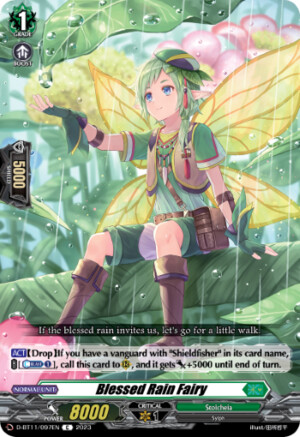 1
GRADE
BOOST
5000
SHIELD
If the blessed rain invites us, let's go for a little walk.
ACT【Drop】If you have a vanguard with "Shieldfisher" in its card name,
1), call this card to, and it gets +5000 until end of turn.
Blessed Rain Fairy
NORMAL UNIT
D-BT11/097EN C 2023
POWER 8000
CRITICAL
1
Stoicheia
Sylph